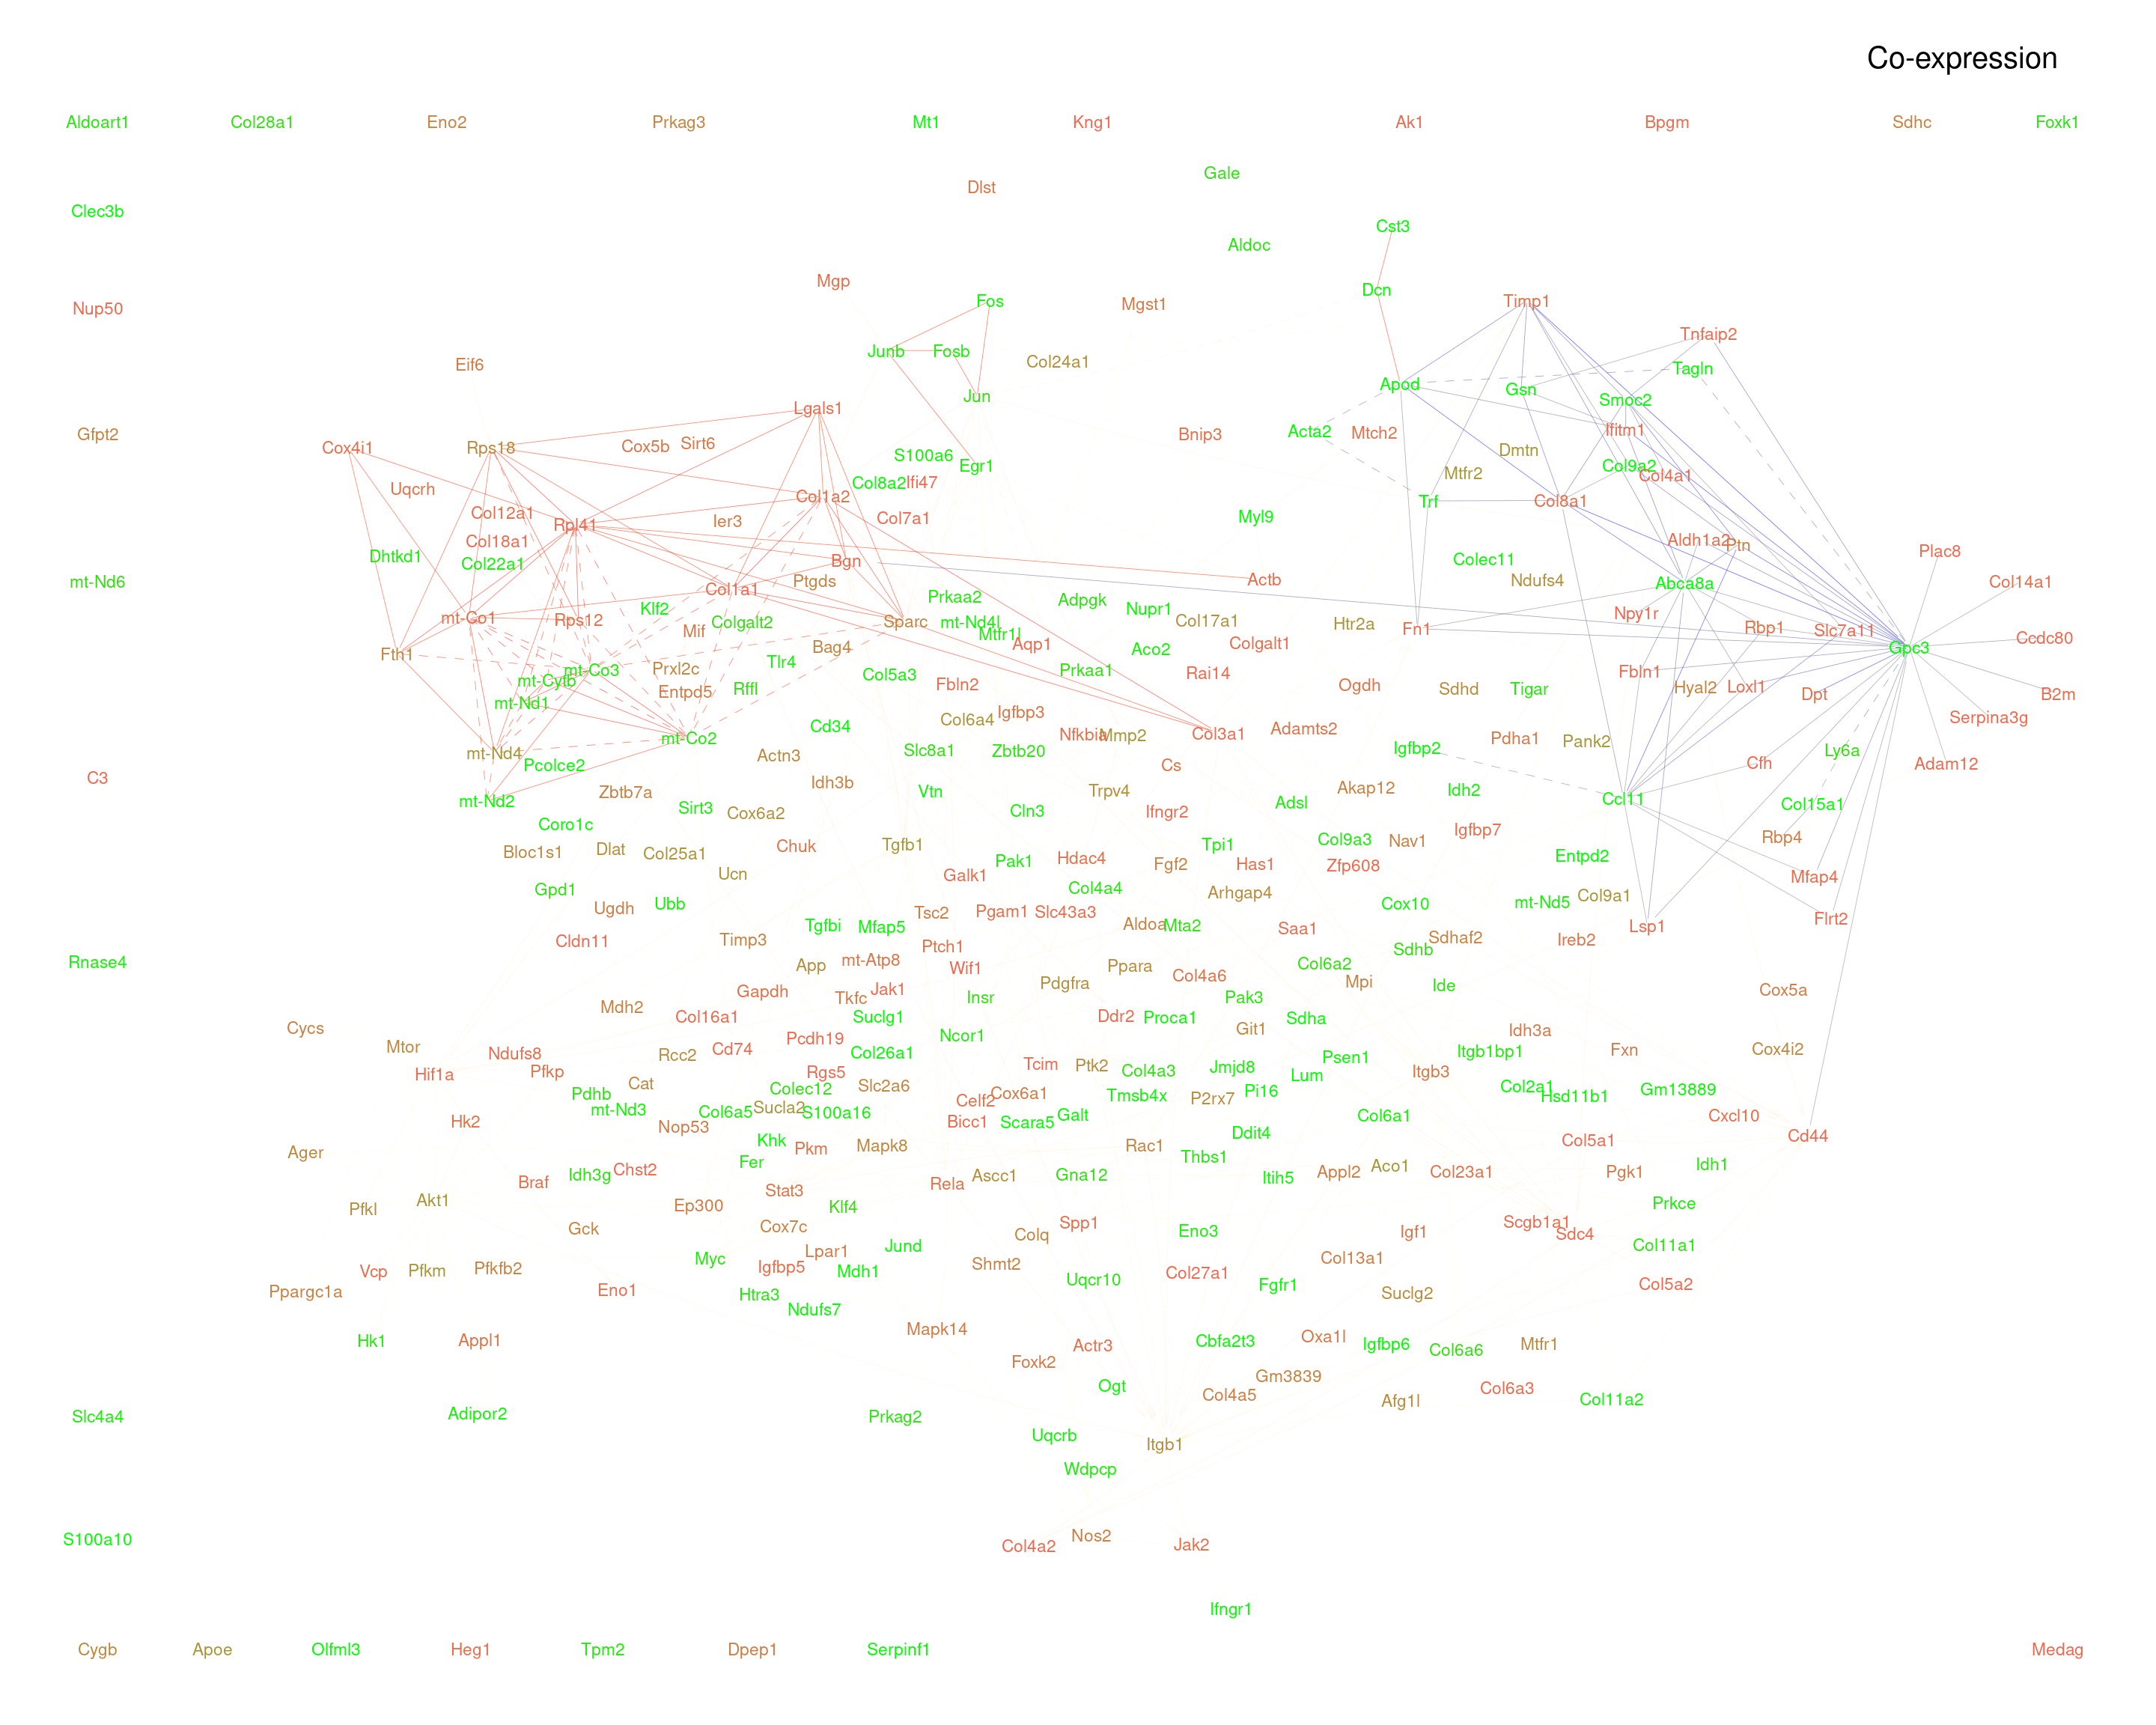 Co-expression
Aldoart1 Col28a1 Eno2 Prkag3 Mt1 Kng1 Ak1 Bpgm Sdhc Foxk1
Gale
Dlst
Clec3b
Cst3
Aldoc
Mgp
Dcn
Nup50 Fos Mgst1 Timp1
Tnfaip2
Junb Fosb
Eif6 Col24a1 Tagln
Apod Gsn
Jun Smoc2
Lgals1
Gfpt2 Bnip3 Acta2 Mtch2 Ifitm1
Cox4i1 Rps18 Cox5b Sirt6 S100a6 Dmtn
Egr1 Col9a2
Uqcrh Col8a2 Ifi47 Mtfr2 Col4a1
Col1a2 Trf Col8a1
Col12a1 Rpl41 Ier3 Col7a1 Myl9
Col18a1 Aldh1a2 Ptn
Dhtkd1 Col22a1 Bgn Colec11 Plac8
mt-Nd6 Col1a1 Ptgds Actb Ndufs4 Abca8a Col14a1
Klf2 Prkaa2 Adpgk Nupr1
mt-Co1 Rps12 Colgalt2 Sparc mt-Nd4l Col17a1 Htr2a Npy1r
Mif Mtfr1l Fn1 Rbp1 Slc7a11 Ccdc80
Fth1 Bag4 Aqp1 Aco2 Colgalt1 Gpc3
mt-Co3 Prxl2c Tlr4 Col5a3 Prkaa1 Rai14 Fbln1
mt-Cytb Entpd5 Rffl Fbln2 Ogdh Sdhd Tigar Hyal2 Loxl1 Dpt B2m
mt-Nd1 Cd34 Col6a4 Igfbp3 Serpina3g
mt-Nd4 mt-Co2 Nfkbia Mmp2 Col3a1 Adamts2 Pdha1 Pank2
Pcolce2 Actn3 Slc8a1 Zbtb20 Cs Igfbp2 Ly6a
C3 Idh3b Cfh Adam12
mt-Nd2 Zbtb7a Sirt3 Cox6a2 Vtn Cln3 Trpv4 Ifngr2 Adsl Akap12 Idh2 Ccl11 Col15a1
Coro1c Igfbp7
Bloc1s1 Dlat Col25a1 Chuk Tgfb1 Tpi1 Col9a3 Nav1 Rbp4
Ucn Galk1 Pak1 Hdac4 Fgf2 Has1 Zfp608 Entpd2 Mfap4
Gpd1 Ugdh Ubb Col4a4 Arhgap4
Tsc2 Pgam1 Slc43a3 Aldoa Mta2 Cox10 mt-Nd5 Col9a1
Cldn11 Timp3 Tgfbi Mfap5 Saa1 Sdhaf2 Ireb2 Lsp1 Flrt2
Rnase4 App mt-Atp8 Ptch1 Wif1 Ppara Col6a2 Sdhb
Gapdh Tkfc Jak1 Insr Pdgfra Col4a6 Pak3 Mpi Ide Cox5a
Cycs Mdh2 Col16a1 Suclg1 Ddr2 Proca1 Git1 Sdha Idh3a
Mtor Ndufs8 Rcc2 Cd74 Pcdh19 Col26a1 Ncor1 Psen1 Itgb1bp1 Fxn Cox4i2
Hif1a Pfkp Cat Rgs5 Slc2a6 Tcim Ptk2 Col4a3 Jmjd8 Lum Itgb3
Pdhb mt-Nd3 Colec12 Celf2 Cox6a1 Tmsb4x P2rx7 Pi16 Col2a1 Hsd11b1 Gm13889
Hk2 Nop53 Col6a5 Sucla2 S100a16 Bicc1 Scara5 Galt Ddit4 Col6a1 Cxcl10
Ager Khk Pkm Mapk8 Rac1 Thbs1 Col5a1 Cd44
Braf Idh3g Chst2 Fer Rela Ascc1 Gna12 Itih5 Appl2 Aco1 Col23a1 Pgk1 Idh1
Pfkl Akt1 Ep300 Stat3 Klf4 Prkce
Gck Cox7c Colq Spp1 Eno3 Igf1 Scgb1a1 Sdc4
Vcp Pfkm Pfkfb2 Myc Lpar1 Jund Shmt2 Col27a1 Col13a1 Col11a1
Ppargc1a Eno1 Htra3 Igfbp5 Mdh1 Ndufs7 Uqcr10 Fgfr1 Suclg2 Col5a2
Hk1 Appl1 Mapk14 Foxk2 Actr3 Cbfa2t3 Oxa1l Igfbp6 Col6a6 Mtfr1
Ogt Col4a5 Gm3839 Afg1l Col6a3 Col11a2
Slc4a4 Adipor2 Prkag2 Uqcrb Itgb1
Wdpcp
S100a10 Col4a2 Nos2 Jak2
Ifngr1
Cygb Apoe Olfml3 Heg1 Tpm2 Dpep1 Serpinf1 Medag